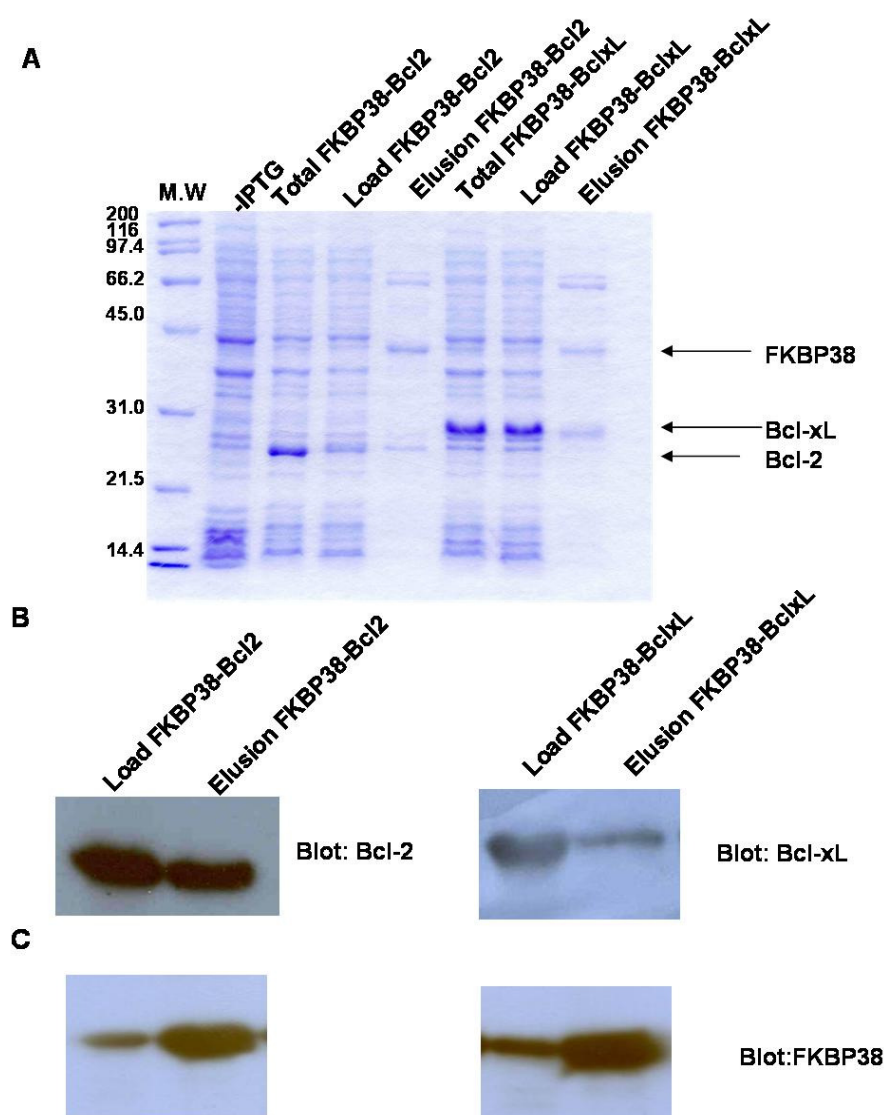 A
M.W
-IPTG
Total FKBP38-Bcl2
Load FKBP38-Bcl2
Elusion FKBP38-Bcl2
Total FKBP38-BclxL
Load FKBP38-BclxL
Elusion FKBP38-BclxL
200
116
97.4
66.2
45.0
31.0
21.5
14.4
FKBP38
Bcl-xL
Bcl-2
B
Load FKBP38-Bcl2
Elusion FKBP38-Bcl2
Load FKBP38-BclxL
Elusion FKBP38-BclxL
Blot: Bcl-2
Blot: Bcl-xL
C
Blot:FKBP38